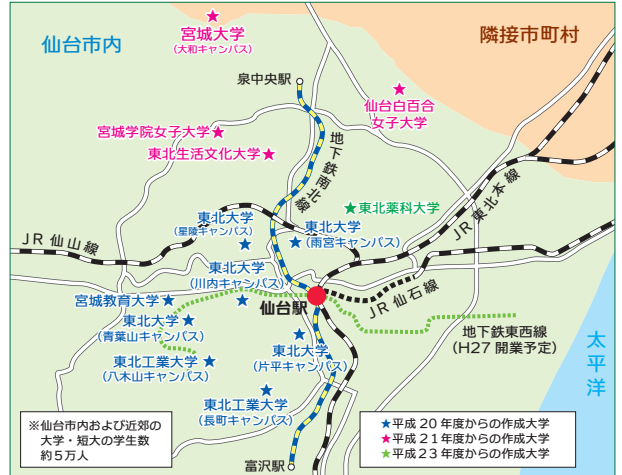 宮城大学
(大和キャンパス)
仙台市内
隣接市町村
泉中央駅
仙台白百合
女子大学
宮城学院女子大学
東北生活文化大学
地下鉄南北線
東北薬科大学
JR東北本線
東北大学
(星陵キャンパス)
東北大学
(雨宮キャンパス)
JR仙山線
東北大学
(川内キャンパス)
宮城教育大学
仙台駅
JR仙石線
東北大学
(青葉山キャンパス)
地下鉄東西線
(H27開業予定)
太平洋
東北大学
(片平キャンパス)
東北工業大学
(八木山キャンパス)
東北工業大学
(長町キャンパス)
※仙台市内および近郊の
大学・短大の学生数
約5万人
富沢駅
★平成20年度からの作成大学
★平成21年度からの作成大学
★平成23年度からの作成大学